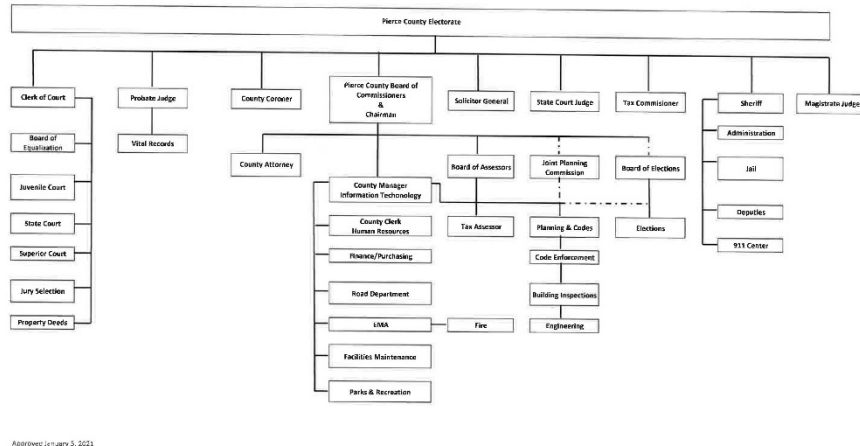 Pierce County Electorate
Clerk of Court
Probate Judge
County Coroner
Pierce County Board of
Commissioners
&
Chairman
Solicitor General
State Court Judge
Tax Commisioner
Sheriff
Magistrate Judge
Board of
Equalization
Vital Records
County Attorney
Board of Assessors
Joint Planning
Commission
Board of Elections
Administration
Juvenile Court
County Manager
Information Technology
Jail
State Court
County Clerk
Human Resources
Tax Assessor
Planning & Codes
Elections
Deputies
Superior Court
Finance/Purchasing
Code Enforcement
911 Center
Jury Selection
Road Department
Building Inspections
Property Deeds
EMA
Fire
Engineering
Facilities Maintenance
Parks & Recreation
Approved January 5, 2021